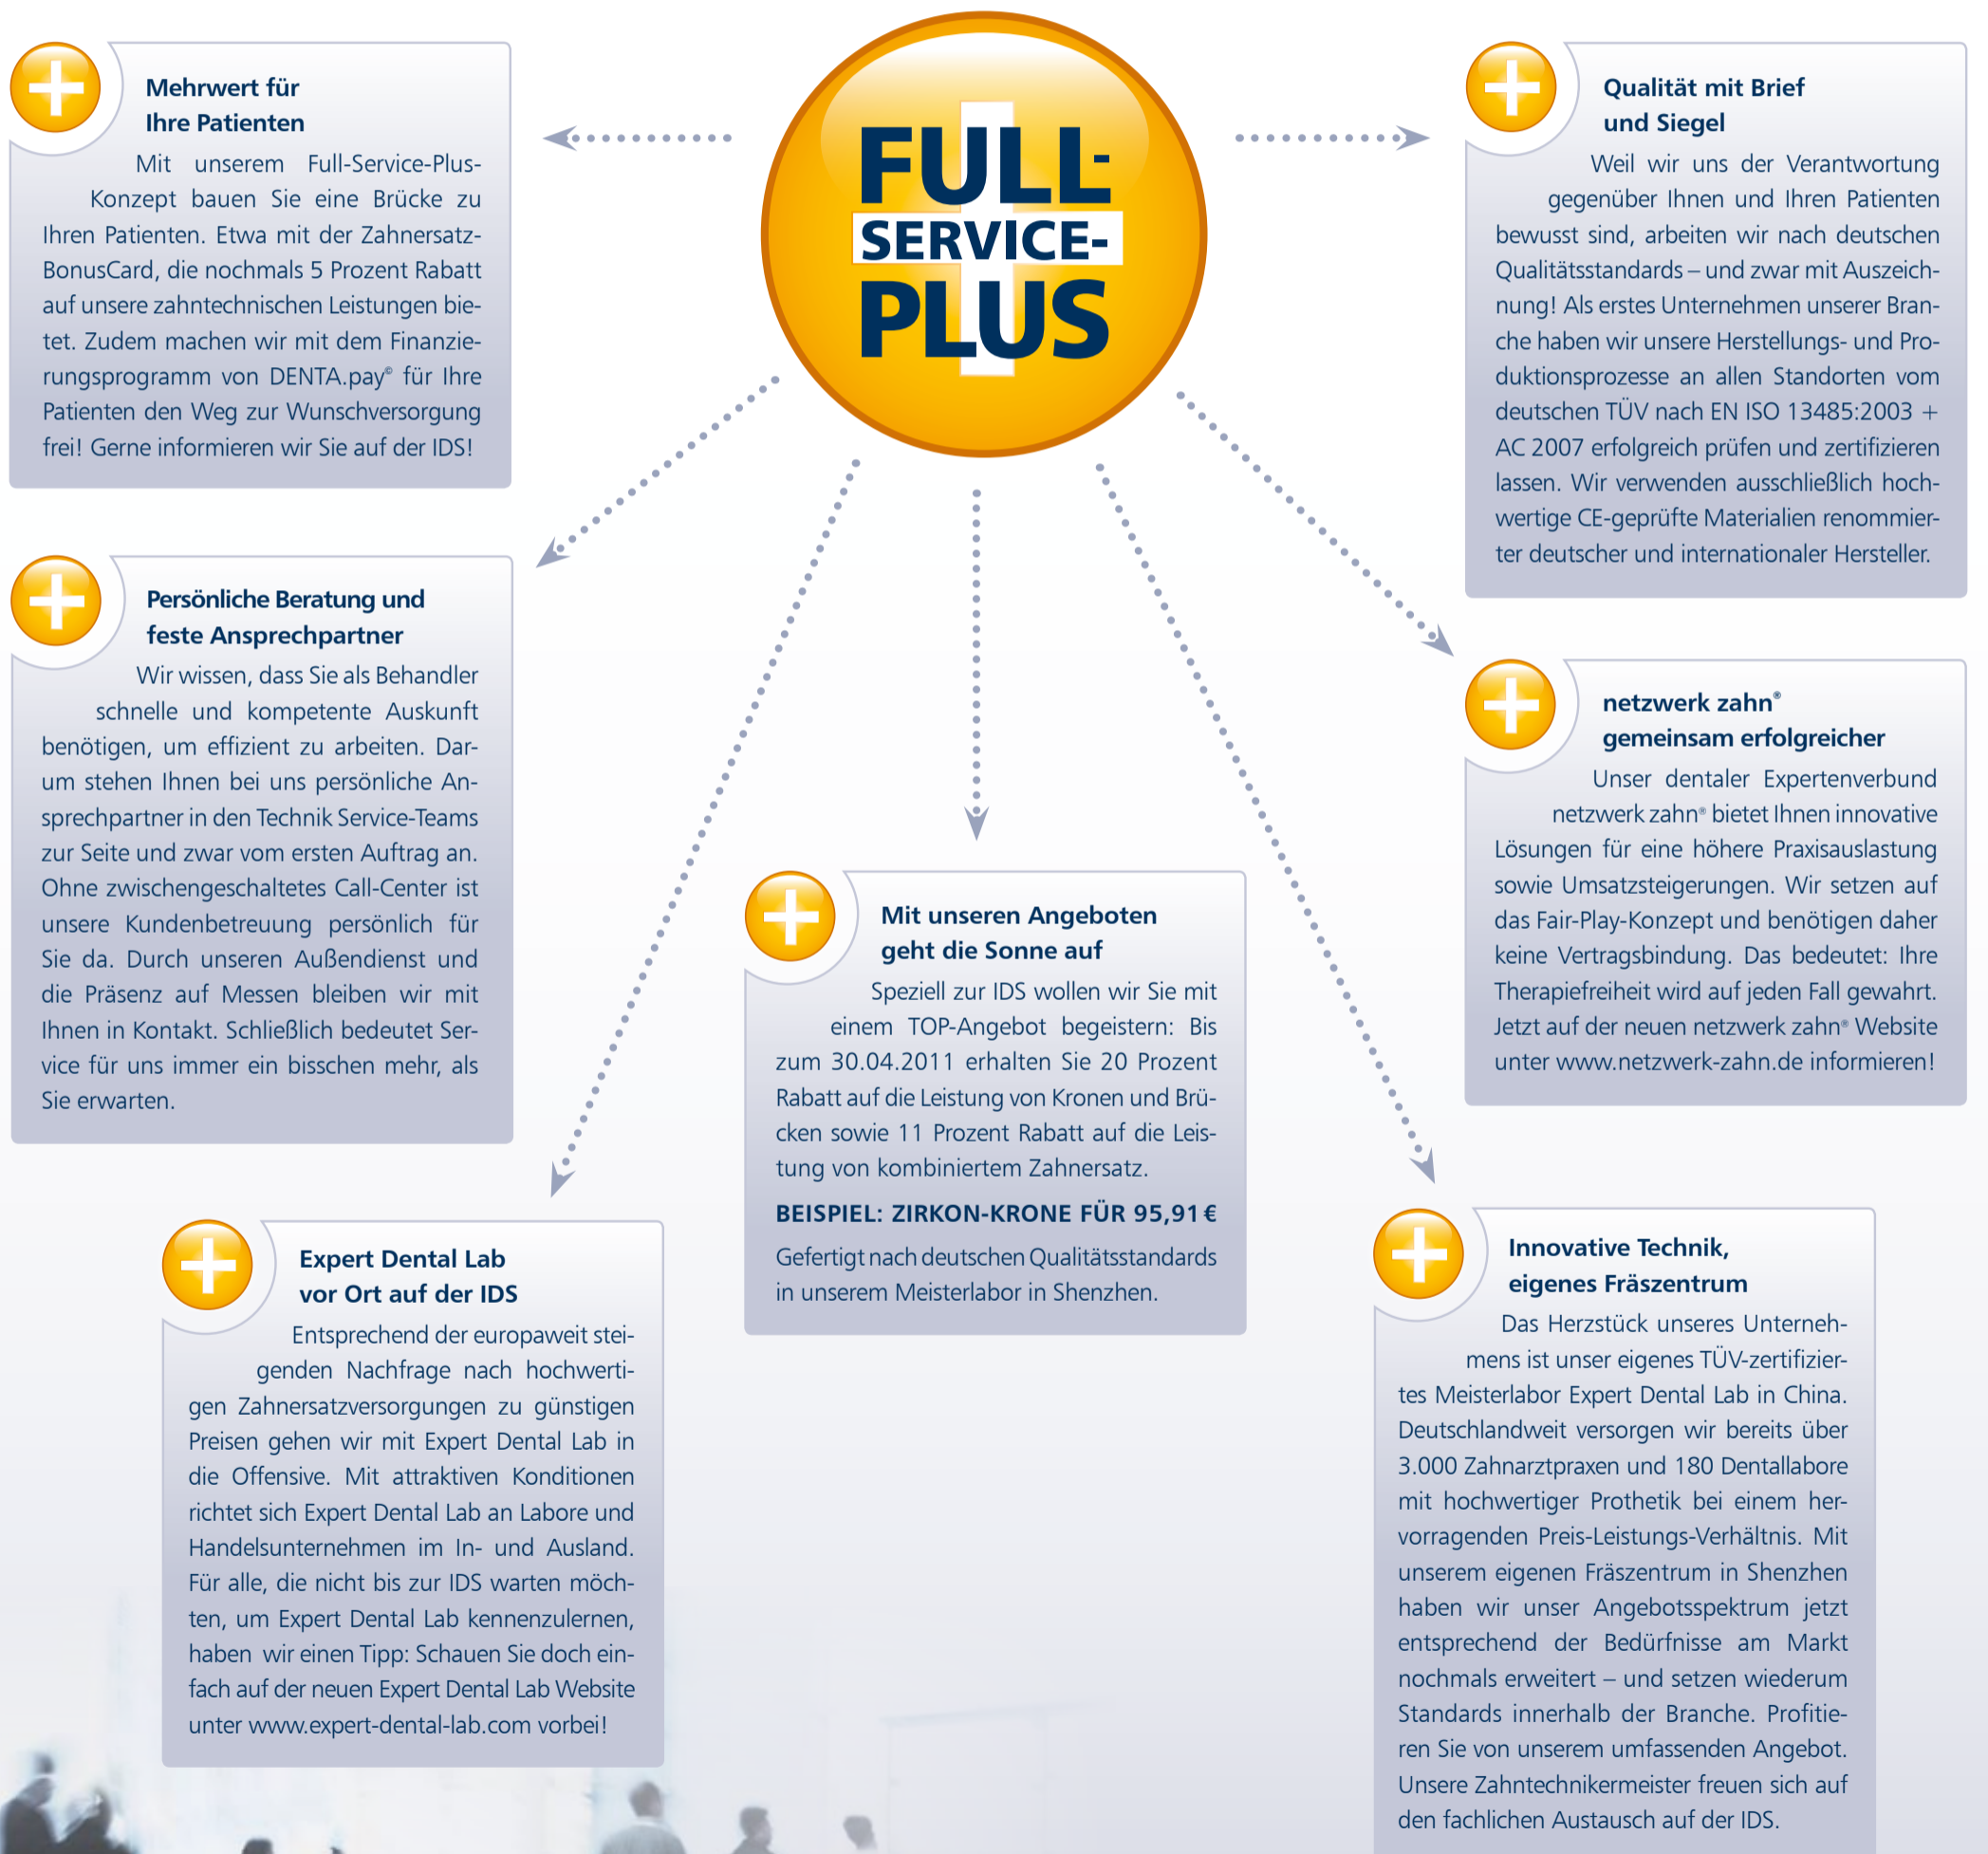 FULL-
SERVICE-
PLUS
Mehrwert für
Ihre Patienten
Mit unserem Full-Service-Plus-
Konzept bauen Sie eine Brücke zu
Ihren Patienten. Etwa mit der Zahnersatz-
BonusCard, die nochmals 5 Prozent Rabatt
auf unsere zahntechnischen Leistungen bie-
tet. Zudem machen wir mit dem Finanzie-
rungsprogramm von DENTA.pay© für Ihre
Patienten den Weg zur Wunschversorgung
frei! Gerne informieren wir Sie auf der IDS!
Qualität mit Brief
und Siegel
Weil wir uns der Verantwortung
gegenüber Ihnen und Ihren Patienten
bewusst sind, arbeiten wir nach deutschen
Qualitätsstandards – und zwar mit Auszeich-
nung! Als erstes Unternehmen unserer Bran-
che haben wir unsere Herstellungs- und Pro-
duktionsprozesse an allen Standorten vom
deutschen TÜV nach EN ISO 13485:2003 +
AC 2007 erfolgreich prüfen und zertifizieren
lassen. Wir verwenden ausschließlich hoch-
wertige CE-geprüfte Materialien renommier-
ter deutscher und internationaler Hersteller.
Persönliche Beratung und
feste Ansprechpartner
Wir wissen, dass Sie als Behandler
schnelle und kompetente Auskunft
benötigen, um effizient zu arbeiten. Dar-
um stehen Ihnen bei uns persönliche An-
sprechpartner in den Technik Service-Teams
zur Seite und zwar vom ersten Auftrag an.
Ohne zwischengeschaltetes Call-Center ist
unsere Kundenbetreuung persönlich für
Sie da. Durch unseren Außendienst und
die Präsenz auf Messen bleiben wir mit
Ihnen in Kontakt. Schließlich bedeutet Ser-
vice für uns immer ein bisschen mehr, als
Sie erwarten.
netzwerk zahn®
gemeinsam erfolgreicher
Unser dentaler Expertenverbund
netzwerk zahn® bietet Ihnen innovative
Lösungen für eine höhere Praxisauslastung
sowie Umsatzsteigerungen. Wir setzen auf
das Fair-Play-Konzept und benötigen daher
keine Vertragsbindung. Das bedeutet: Ihre
Therapiefreiheit wird auf jeden Fall gewahrt.
Jetzt auf der neuen netzwerk zahn® Website
unter www.netzwerk-zahn.de informieren!
Mit unseren Angeboten
geht die Sonne auf
Speziell zur IDS wollen wir Sie mit
einem TOP-Angebot begeistern: Bis
zum 30.04.2011 erhalten Sie 20 Prozent
Rabatt auf die Leistung von Kronen und Brü-
cken sowie 11 Prozent Rabatt auf die Leis-
tung von kombiniertem Zahnersatz.
BEISPIEL: ZIRKON-KRONE FÜR 95,91 €
Gefertigt nach deutschen Qualitätsstandards
in unserem Meisterlabor in Shenzhen.
Expert Dental Lab
vor Ort auf der IDS
Entsprechend der europaweit stei-
genden Nachfrage nach hochwerti-
gen Zahnersatzversorgungen zu günstigen
Preisen gehen wir mit Expert Dental Lab in
die Offensive. Mit attraktiven Konditionen
richtet sich Expert Dental Lab an Labore und
Handelsunternehmen im In- und Ausland.
Für alle, die nicht bis zur IDS warten möch-
ten, um Expert Dental Lab kennenzulernen,
haben wir einen Tipp: Schauen Sie doch ein-
fach auf der neuen Expert Dental Lab Website
unter www.expert-dental-lab.com vorbei!
Innovative Technik,
eigenes Fräszentrum
Das Herzstück unseres Unterneh-
mens ist unser eigenes TÜV-zertifizier-
tes Meisterlabor Expert Dental Lab in China.
Deutschlandweit versorgen wir bereits über
3.000 Zahnarztpraxen und 180 Dentallabore
mit hochwertiger Prothetik bei einem her-
vorragenden Preis-Leistungs-Verhältnis. Mit
unserem eigenen Fräszentrum in Shenzhen
haben wir unser Angebotsspektrum jetzt
entsprechend der Bedürfnisse am Markt
nochmals erweitert – und setzen wiederum
Standards innerhalb der Branche. Profitie-
ren Sie von unserem umfassenden Angebot.
Unsere Zahntechnikermeister freuen sich auf
den fachlichen Austausch auf der IDS.